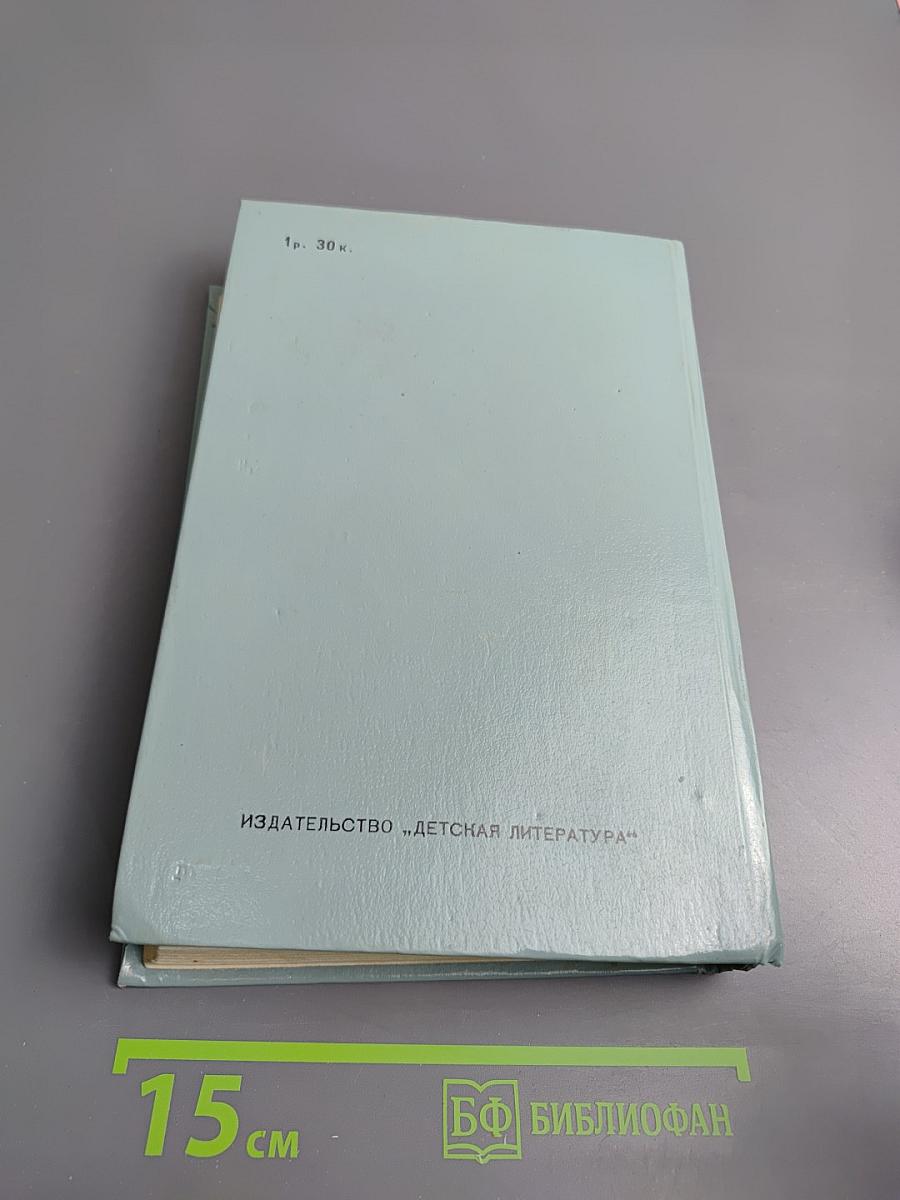 1р. 30к.
ИЗДАТЕЛЬСТВО „ДЕТСКАЯ ЛИТЕРАТУРА“
15 см
БФ БИБЛИОФАН